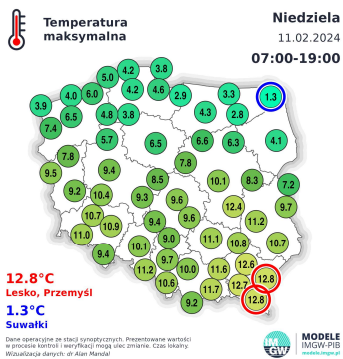 Temperatura
maksymalna
Niedziela
11.02.2024
07:00-19:00
5.0 4.2 3.8
3.9 4.0 6.0 4.2 4.6 2.9 3.3 1.3
7.4 6.5 4.8 3.8 4.3 2.8
5.7 6.5 6.6 6.3 4.1
7.8 7.8
9.5 9.4 8.5 10.1 8.3 7.2
9.2 10.4 9.3 9.6 12.4 9.7
10.7 10.9 9.4 9.6 11.2
11.0 9.0 11.1 10.8 10.7
9.4 10.1 9.7
11.2 10.0 11.6 12.6 12.8
10.6 11.7 12.7
9.2 12.8
12.8°C
Lesko, Przemyśl
1.3°C
Suwałki
Dane operacyjne ze stacji synoptycznych. Prezentowane wartości
w procesie kontroli i weryfikacji mogą ulec zmianie. Czas lokalny.
Wizualizacja danych: dr Alan Mandal
IM
GW
MODELE
IMGW-PIB
WWW.MODELE.IMGW.PL